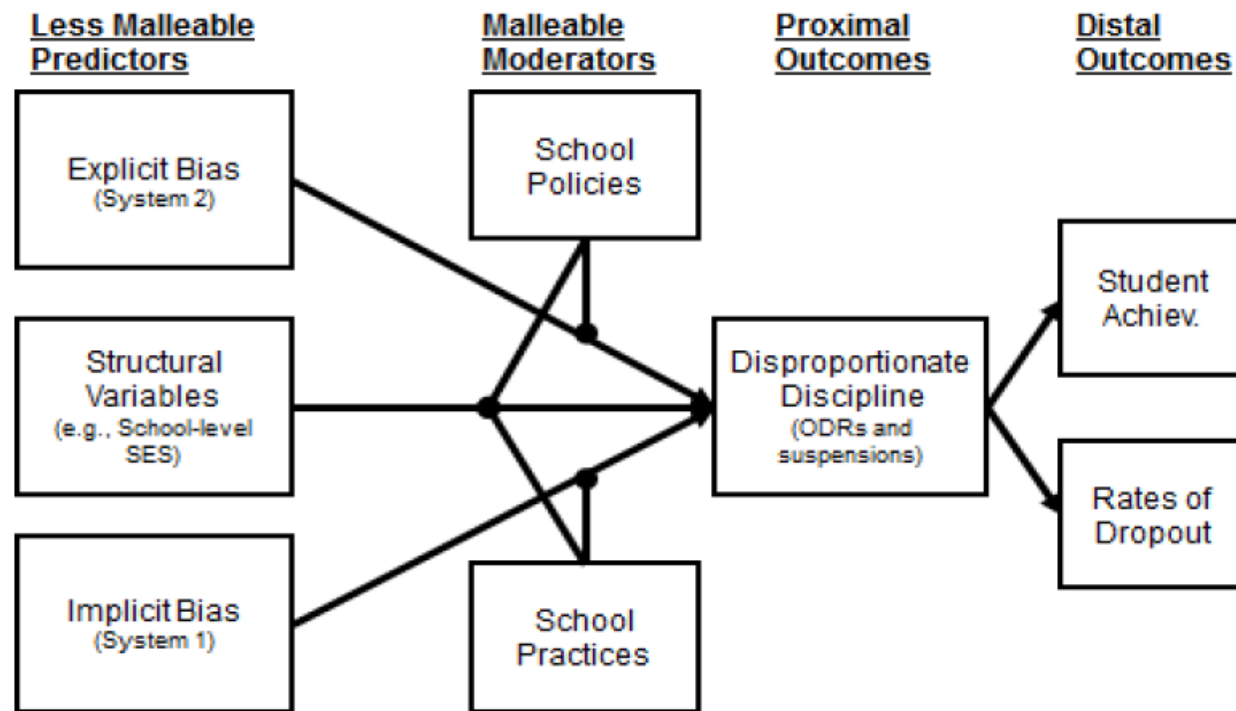 Less Malleable
Predictors
Malleable
Moderators
Proximal
Outcomes
Distal
Outcomes
Explicit Bias
(System 2)
Structural
Variables
(e.g., School-level
SES)
Implicit Bias
(System 1)
School
Policies
School
Practices
Disproportionate
Discipline
(ODRs and
suspensions)
Student
Achiev.
Rates of
Dropout